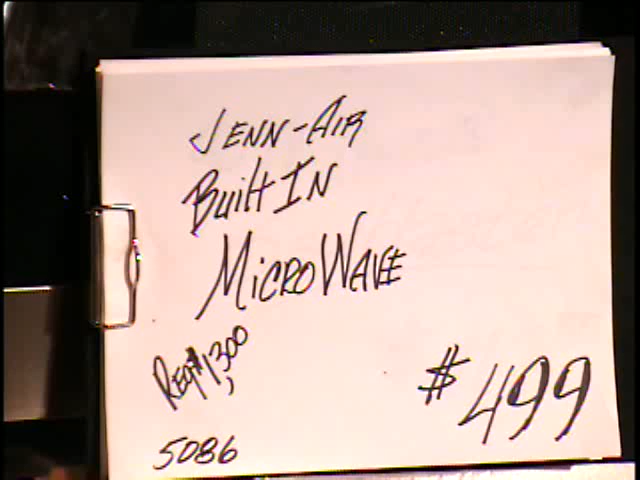 JENN-AIR
Built IN
MicroWave
Reg $1,300
$499
5086